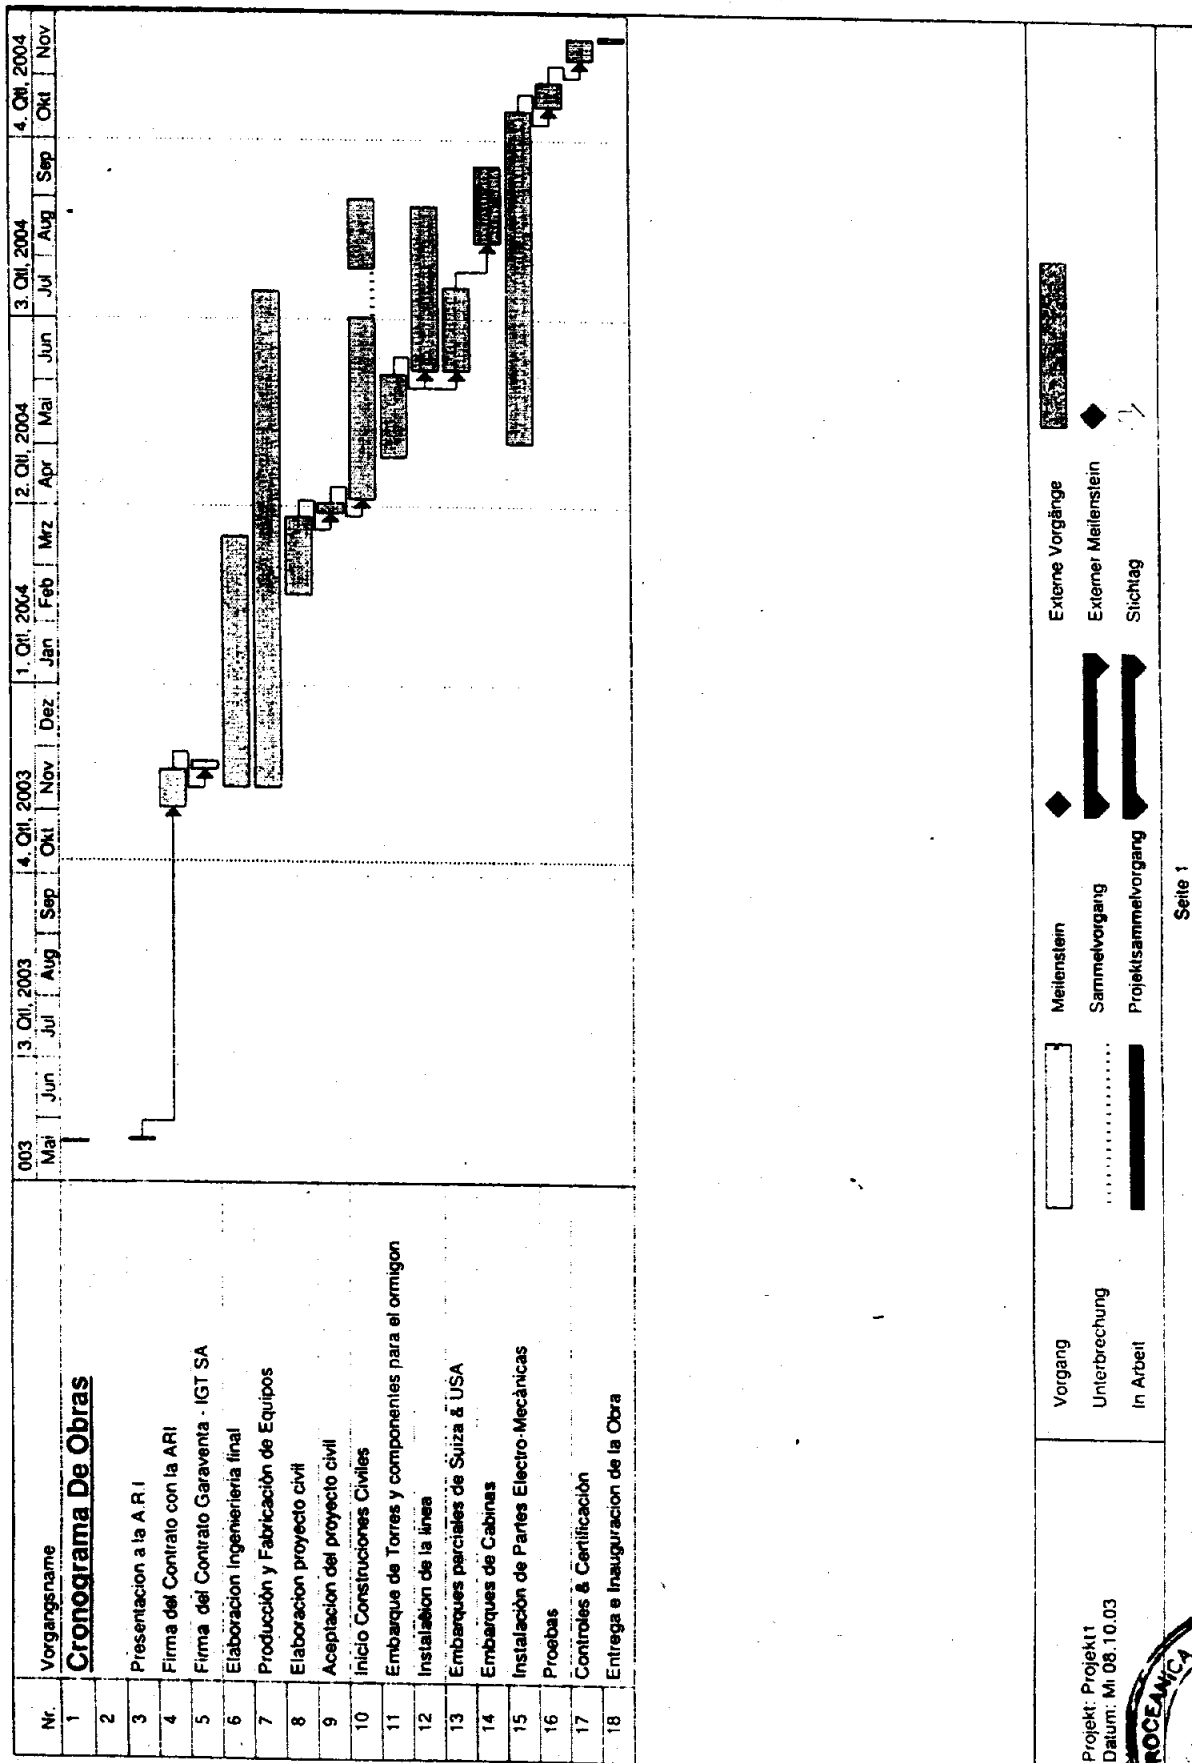 Nr. Vorgangsname
003 3. Qtl, 2003 4. Qtl, 2003 1. Qtl, 2004 2. Qtl, 2004 3. Qtl, 2004 4. Qtl, 2004
Mai Jun Jul Aug Sep Okt Nov Dez Jan Feb Mrz Apr Mai Jun Jul Aug Sep Okt Nov
1 Cronograma De Obras
2
3 Presentacion a la A.R.I
4 Firma del Contrato con la ARI
5 Firma del Contrato Garaventa - IGT SA
6 Elaboracion Ingenierieria final
7 Producción y Fabricación de Equipos
8 Elaboracion proyecto civil
9 Aceptacion del proyecto civil
10 Inicio Construciones Civiles
11 Embarque de Torres y componentes para el ormigon
12 Instalation de la linea
13 Embarques parciales de Suiza & USA
14 Embarques de Cabinas
15 Instalación de Partes Electro-Mecànicas
16 Proebas
17 Controles & Certificación
18 Entrega e Inauguracion de la Obra
Projekt: Projekt1
Datum: Mi 08.10.03
Vorgang Meilenstein Externe Vorgänge
Unterbrechung Sammelvorgang Externer Meilenstein
In Arbeit Projektsammelvorgang Stichtag
Seite 1